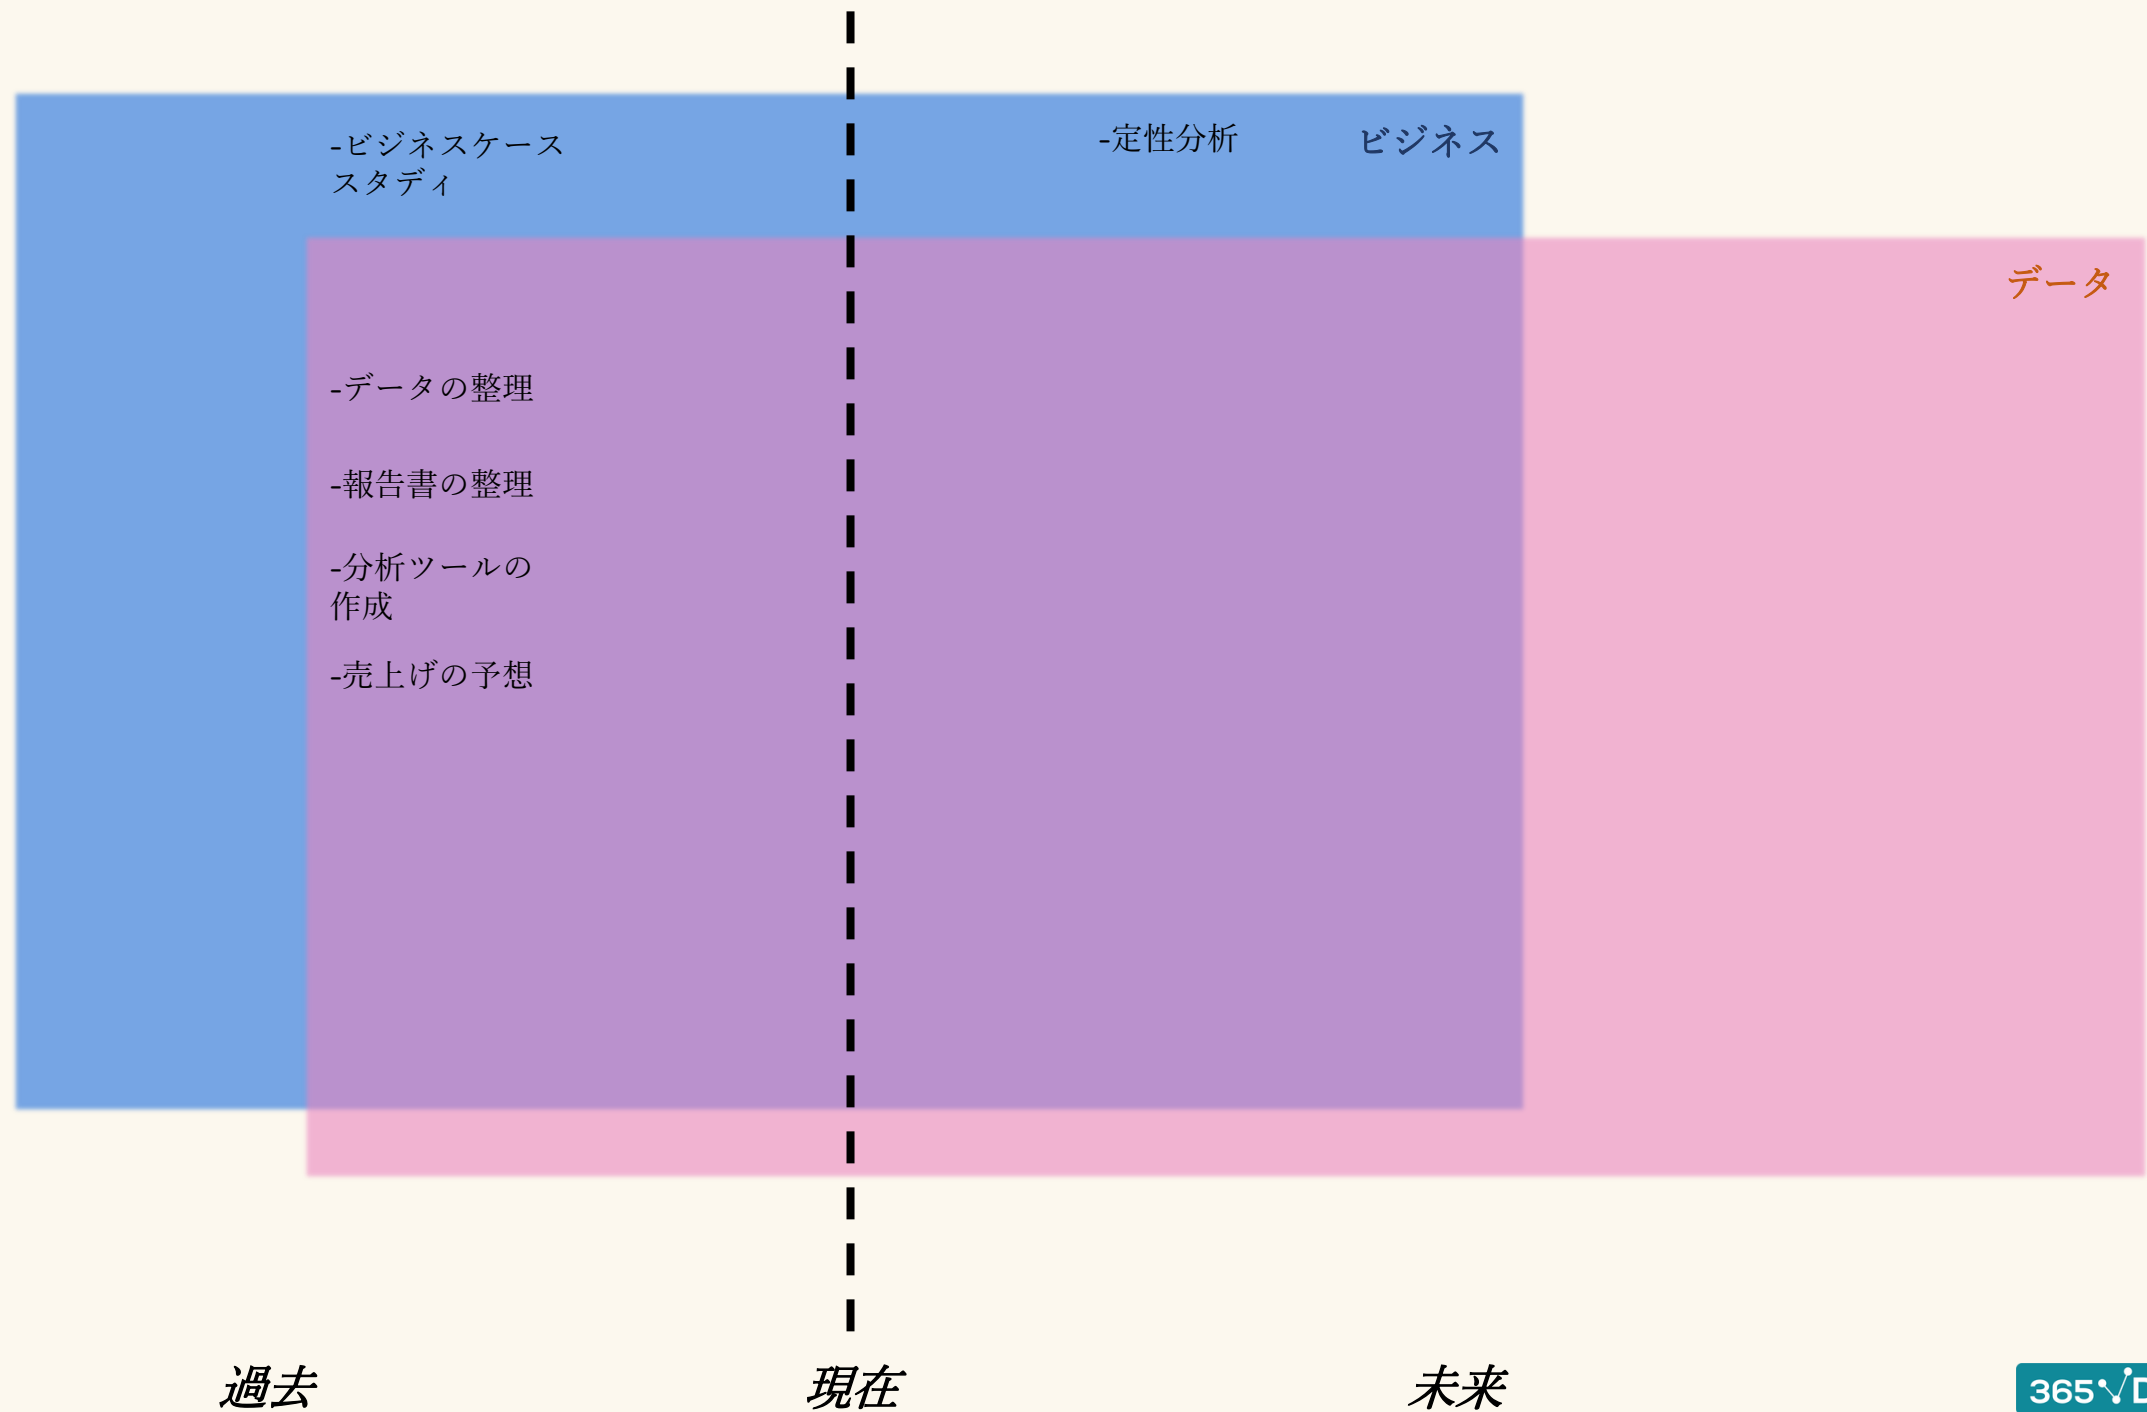 -ビジネスケース
スタディ
-定性分析
ビジネス
データ
-データの整理
-報告書の整理
-分析ツールの
作成
-売上げの予想
過去
現在
未来
365